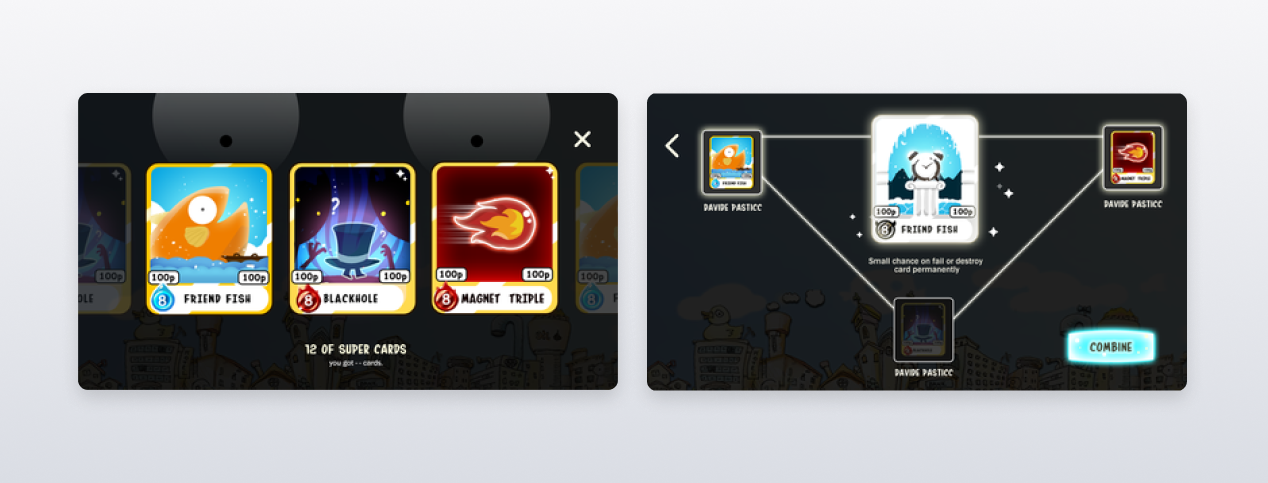 100p
100p
8
FRIEND FISH
100p
100p
8
BLACKHOLE
100p
100p
8
MAGNET TRIPLE
100p
OLE
100p
8
F
12 OF SUPER CARDS
you got -- cards.
FRIEND FISH
DAVIDE PASTICC
100p
100p
8
FRIEND FISH
Small chance on fail or destroy
card permanently
MAGNET TRIPLE
DAVIDE PASTICC
DAVIDE PASTICC
COMBINE